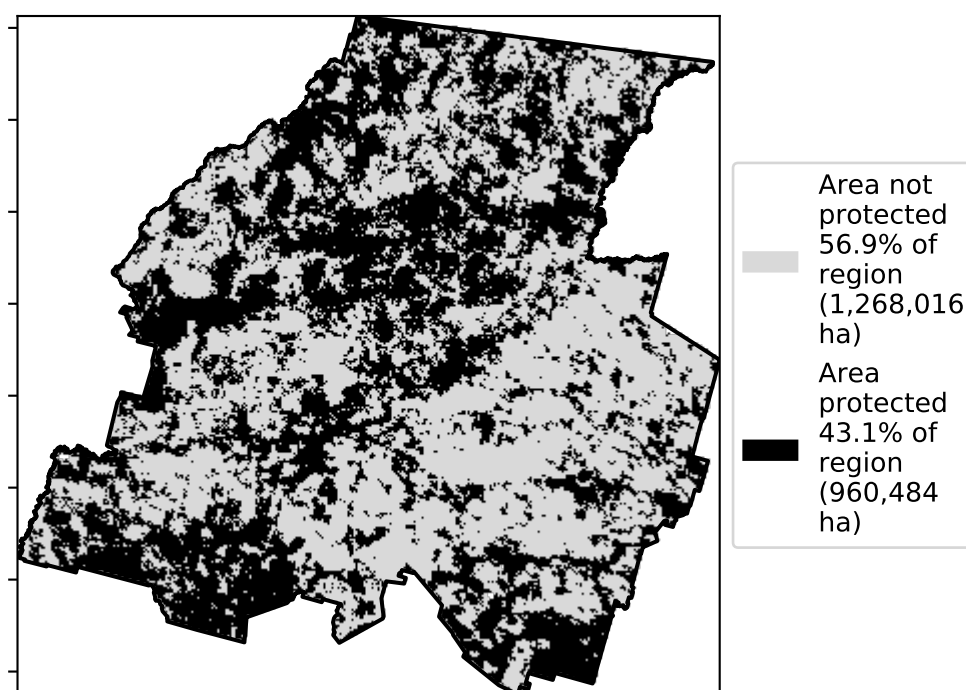 Area not
protected
56.9% of
region
(1,268,016
ha)
Area
protected
43.1% of
region
(960,484
ha)